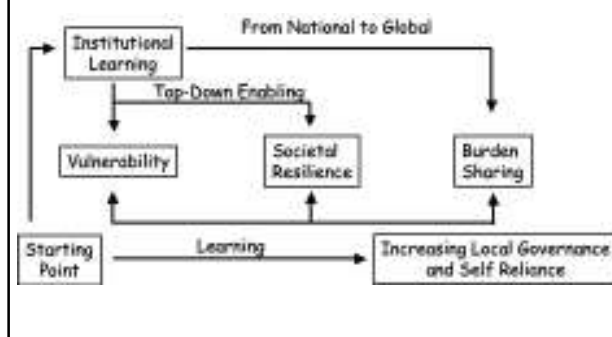 From National to Global
Institutional
Learning
Top-Down Enabling
Vulnerability
Societal
Resilience
Burden
Sharing
Starting
Point
Learning
Increasing Local Governance
and Self Reliance